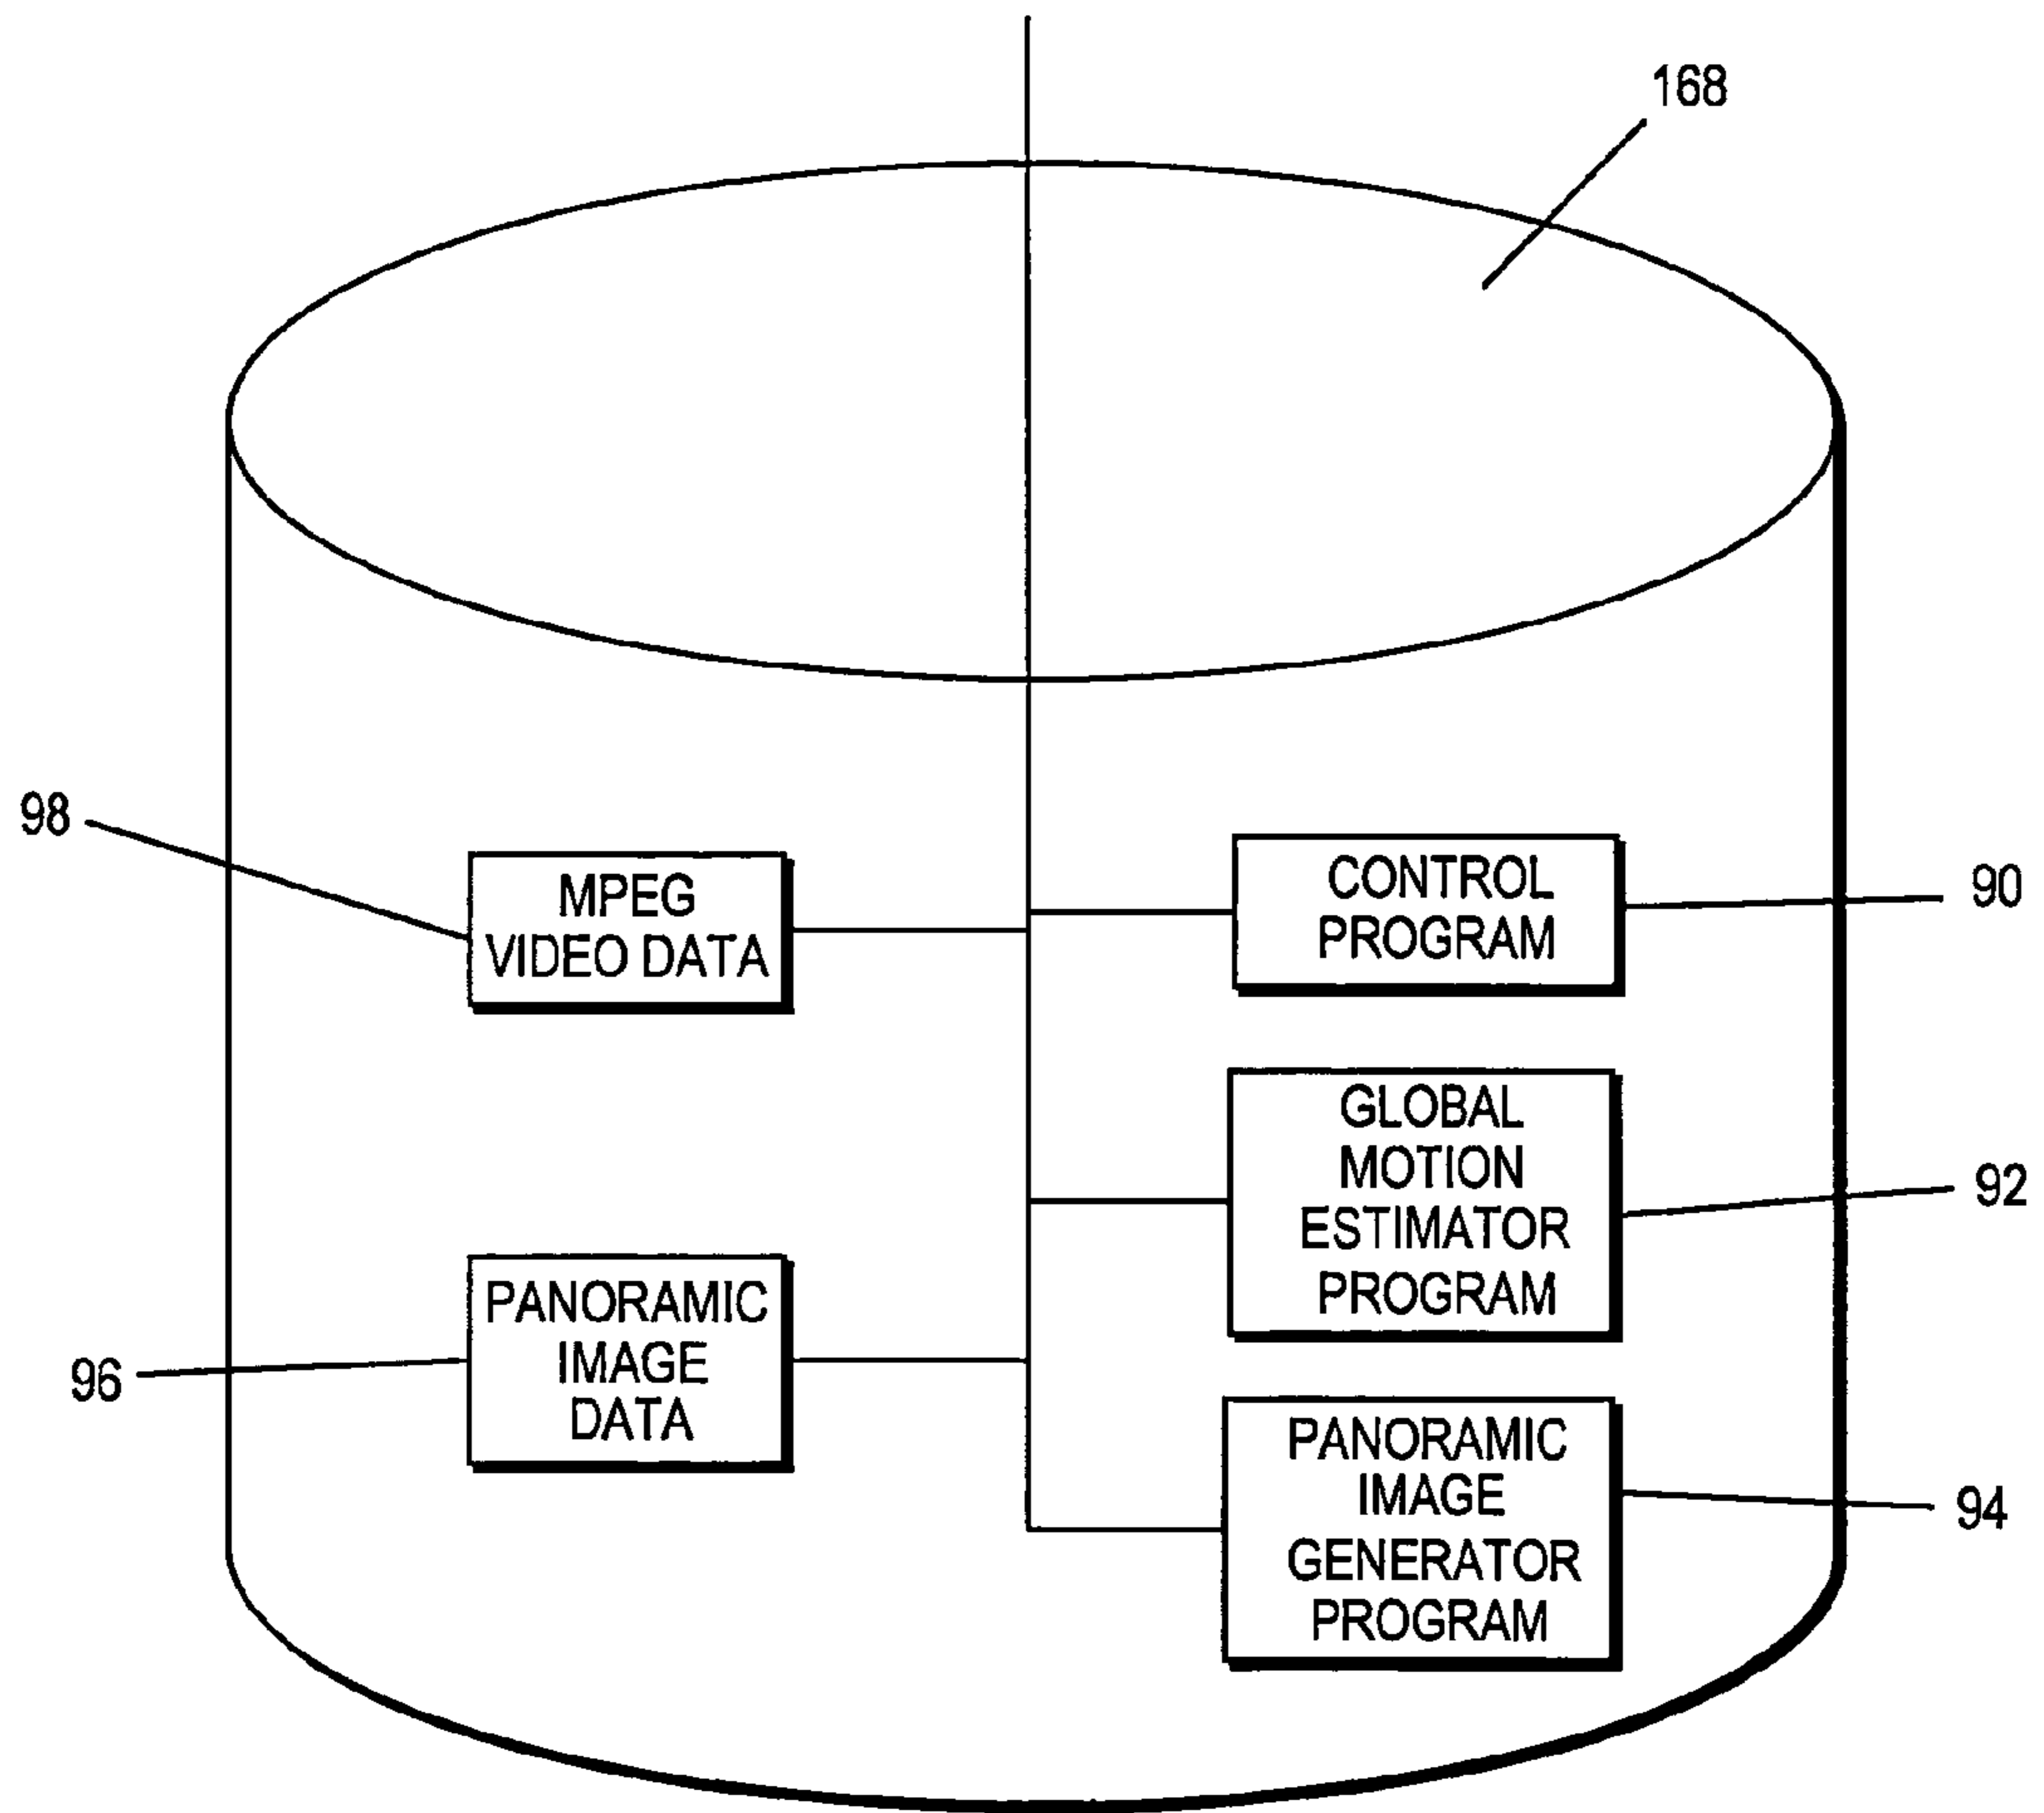 168
98
MPEG
VIDEO DATA
CONTROL
PROGRAM
90
GLOBAL
MOTION
ESTIMATOR
PROGRAM
92
96
PANORAMIC
IMAGE
DATA
PANORAMIC
IMAGE
GENERATOR
PROGRAM
94